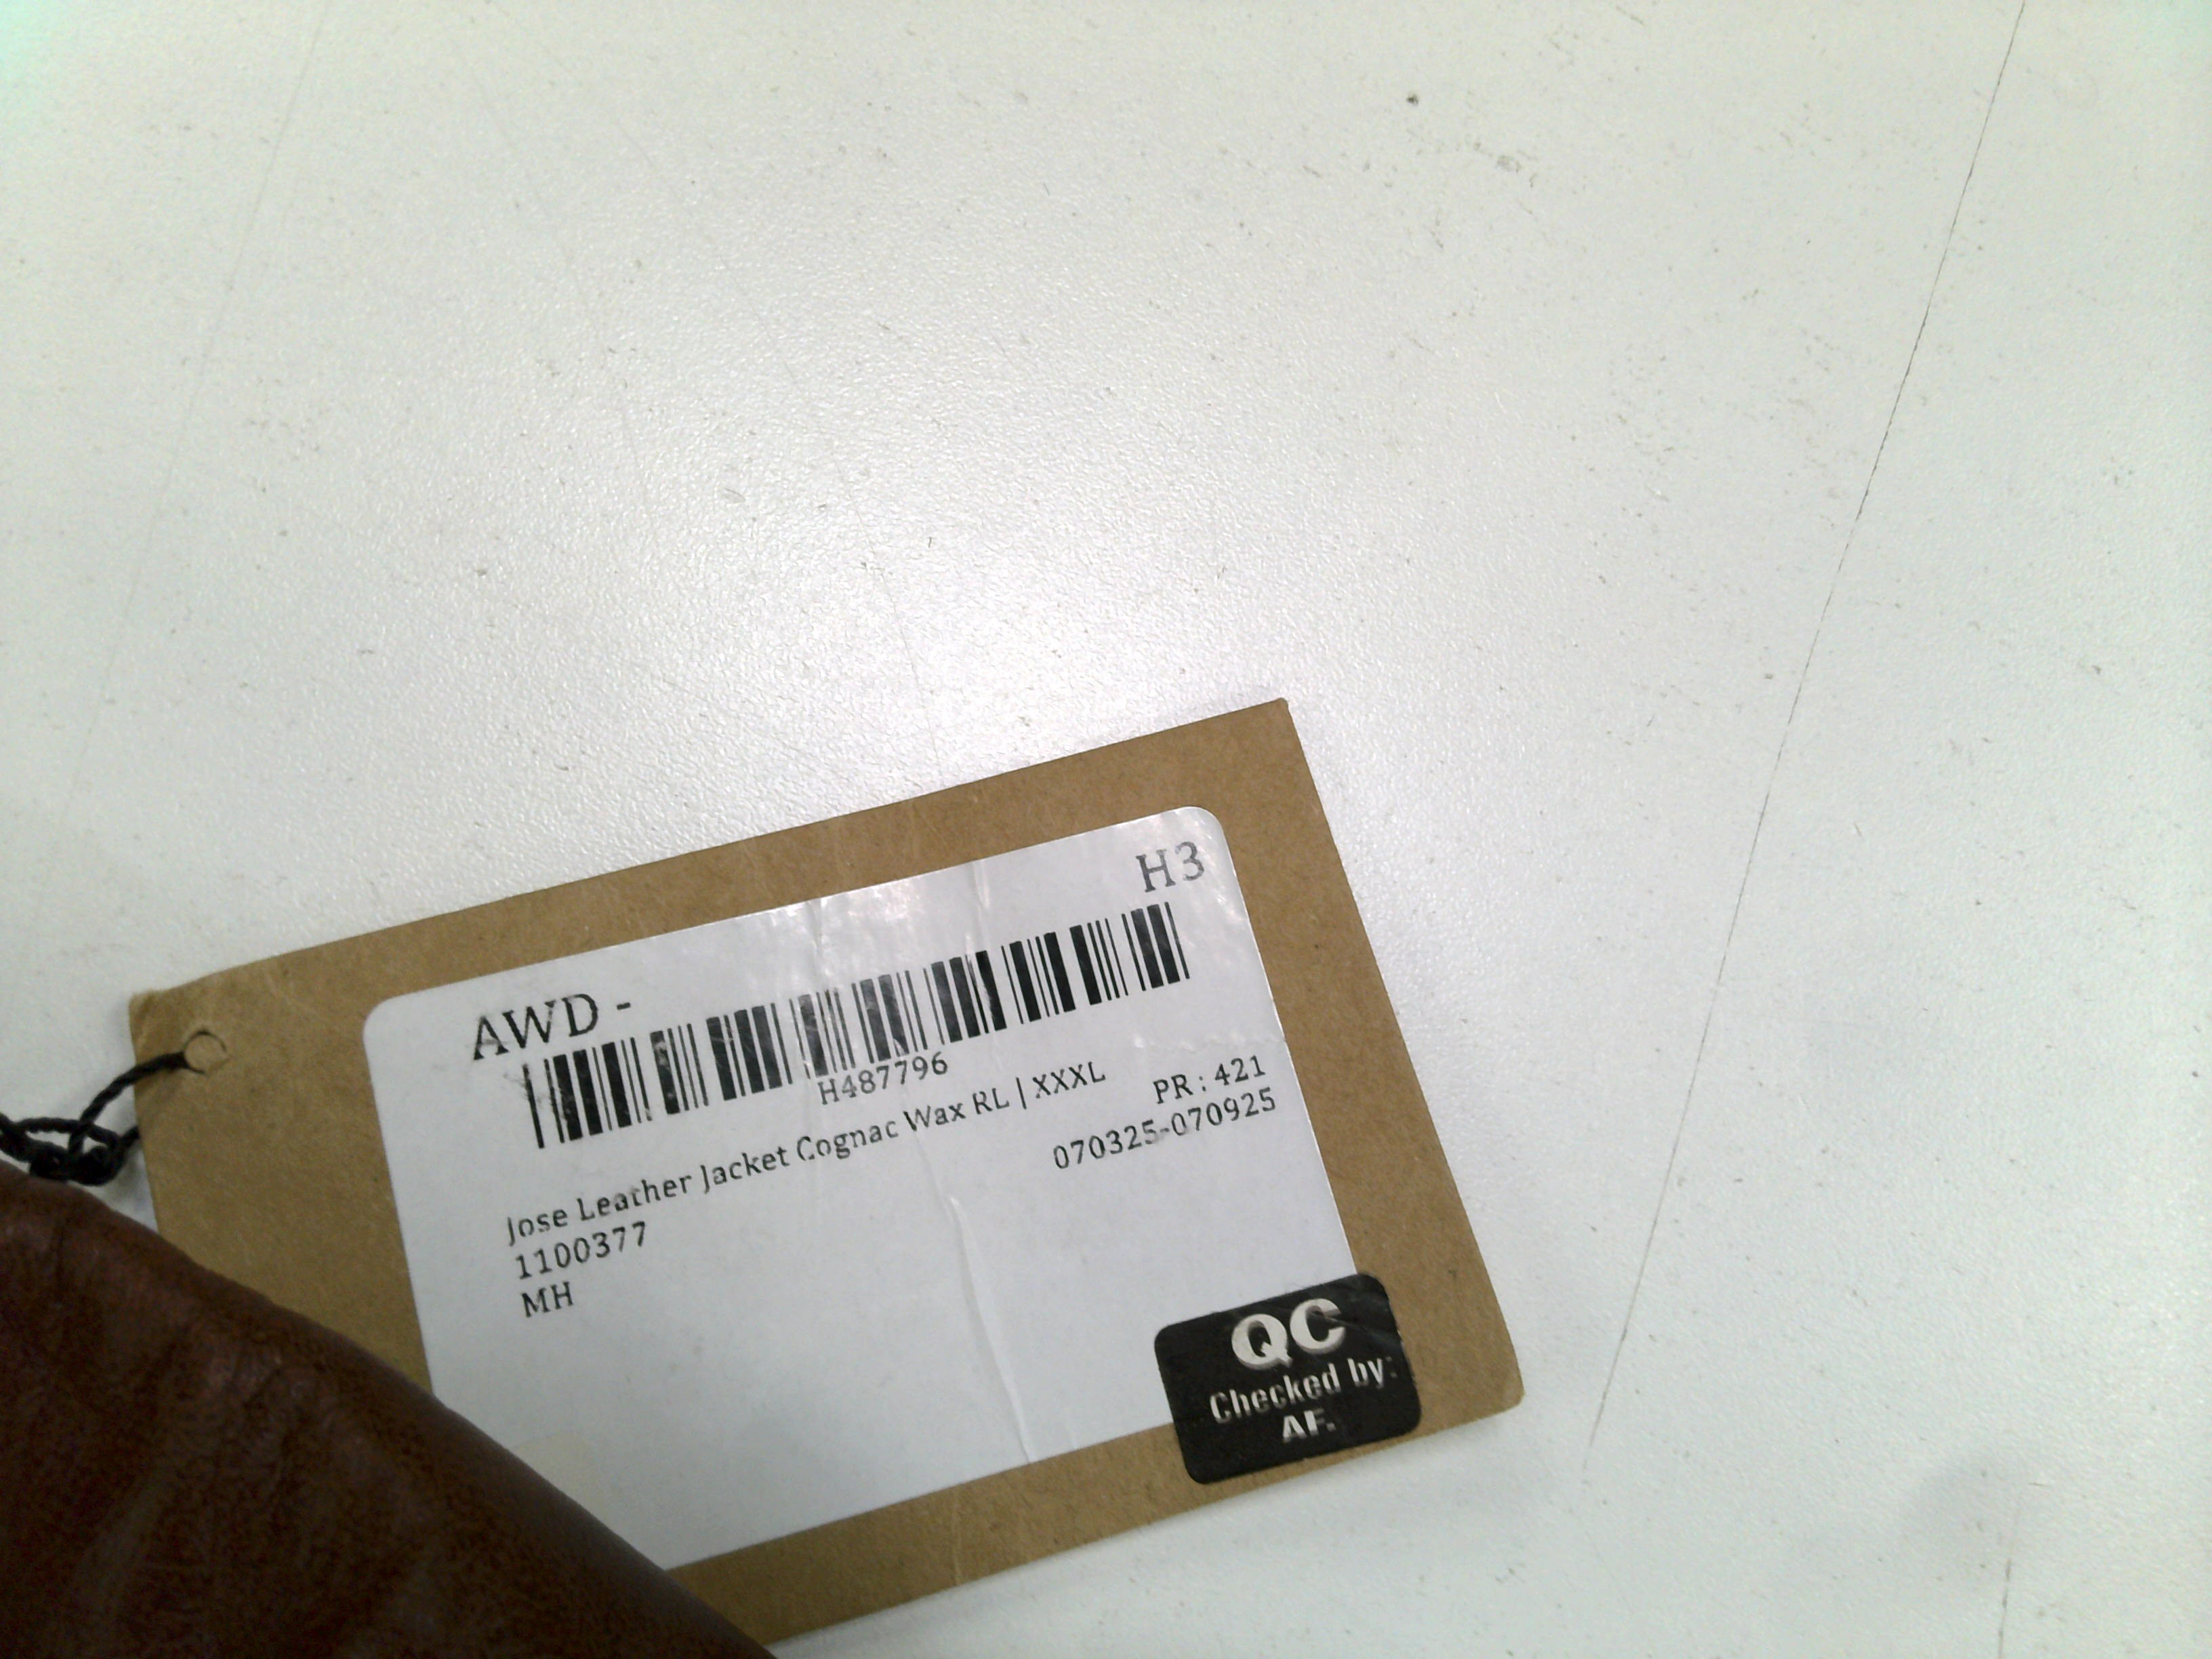 H3
AWD -
H487796
Jose Leather Jacket Cognac Wax RL | XXXL
PR : 421
1100377
070325-070925
MH
QC
Checked by:
AF.